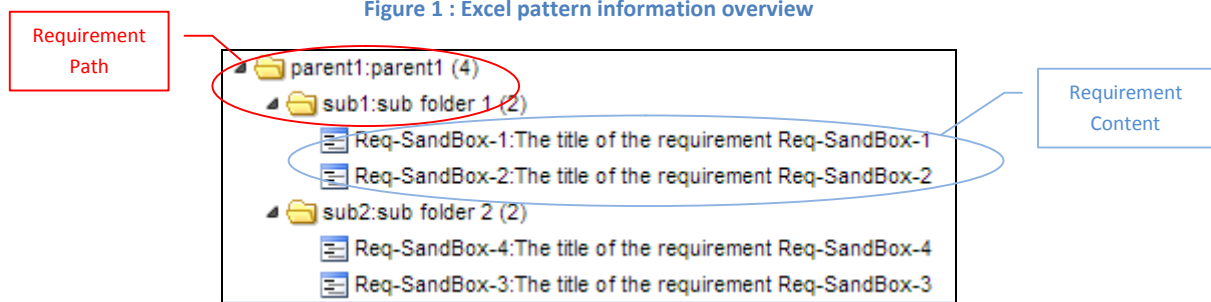 Figure 1 : Excel pattern information overview
Requirement
Path
parent1:parent1 (4)
sub1:sub folder 1 (2)
Req-SandBox-1:The title of the requirement Req-SandBox-1
Req-SandBox-2:The title of the requirement Req-SandBox-2
sub2:sub folder 2 (2)
Req-SandBox-4:The title of the requirement Req-SandBox-4
Req-SandBox-3:The title of the requirement Req-SandBox-3
Requirement
Content